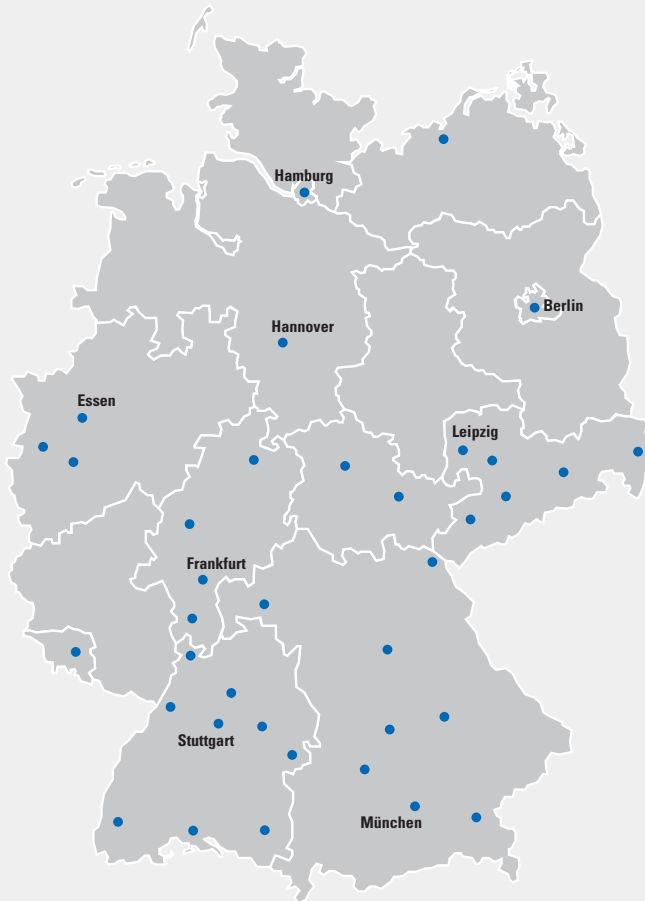 Hamburg
Berlin
Hannover
Essen
Leipzig
Frankfurt
Stuttgart
München